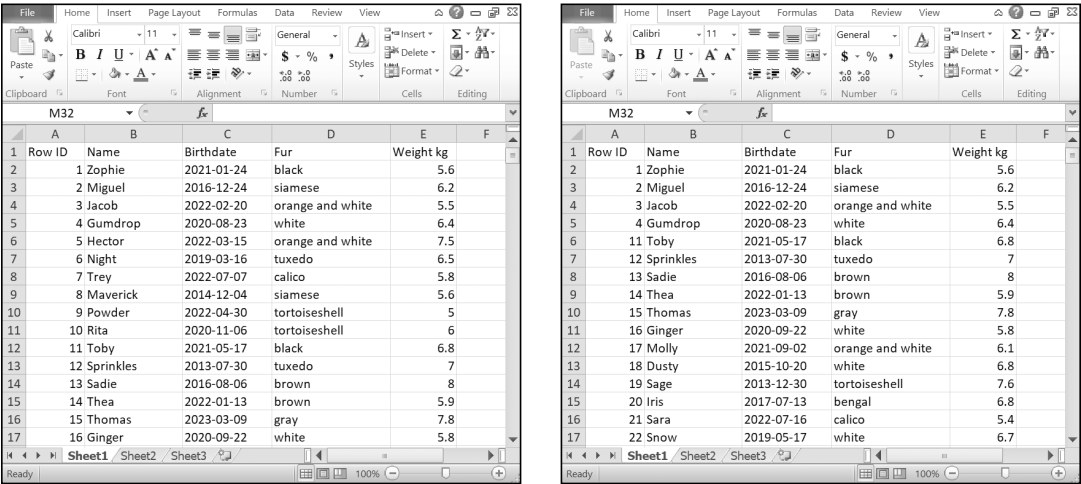 File Home Insert Page Layout Formulas Data Review View
Calibri 11 General Insert
B I U A A $ % , Delete
Paste A Styles Format
Clipboard Font Alignment Number Cells Editing
M32 fx
A B C D E F
1 Row ID Name Birthdate Fur Weight kg
2 1 Zophie 2021-01-24 black 5.6
3 2 Miguel 2016-12-24 siamese 6.2
4 3 Jacob 2022-02-20 orange and white 5.5
5 4 Gumdrop 2020-08-23 white 6.4
6 5 Hector 2022-03-15 orange and white 7.5
7 6 Night 2019-03-16 tuxedo 6.5
8 7 Trey 2022-07-07 calico 5.8
9 8 Maverick 2014-12-04 siamese 5.6
10 9 Powder 2022-04-30 tortoiseshell 5
11 10 Rita 2020-11-06 tortoiseshell 6
12 11 Toby 2021-05-17 black 6.8
13 12 Sprinkles 2013-07-30 tuxedo 7
14 13 Sadie 2016-08-06 brown 8
15 14 Thea 2022-01-13 brown 5.9
16 15 Thomas 2023-03-09 gray 7.8
17 16 Ginger 2020-09-22 white 5.8
Sheet1 Sheet2 Sheet3
Ready 100%
File Home Insert Page Layout Formulas Data Review View
Calibri 11 General Insert
B I U A A $ % , Delete
Paste A Styles Format
Clipboard Font Alignment Number Cells Editing
M32 fx
A B C D E F
1 Row ID Name Birthdate Fur Weight kg
2 1 Zophie 2021-01-24 black 5.6
3 2 Miguel 2016-12-24 siamese 6.2
4 3 Jacob 2022-02-20 orange and white 5.5
5 4 Gumdrop 2020-08-23 white 6.4
6 11 Toby 2021-05-17 black 6.8
7 12 Sprinkles 2013-07-30 tuxedo 7
8 13 Sadie 2016-08-06 brown 8
9 14 Thea 2022-01-13 brown 5.9
10 15 Thomas 2023-03-09 gray 7.8
11 16 Ginger 2020-09-22 white 5.8
12 17 Molly 2021-09-02 orange and white 6.1
13 18 Dusty 2015-10-20 white 6.8
14 19 Sage 2013-12-30 tortoiseshell 7.6
15 20 Iris 2017-07-13 bengal 6.8
16 21 Sara 2022-07-16 calico 5.4
17 22 Snow 2019-05-17 white 6.7
Sheet1 Sheet2 Sheet3
Ready 100%